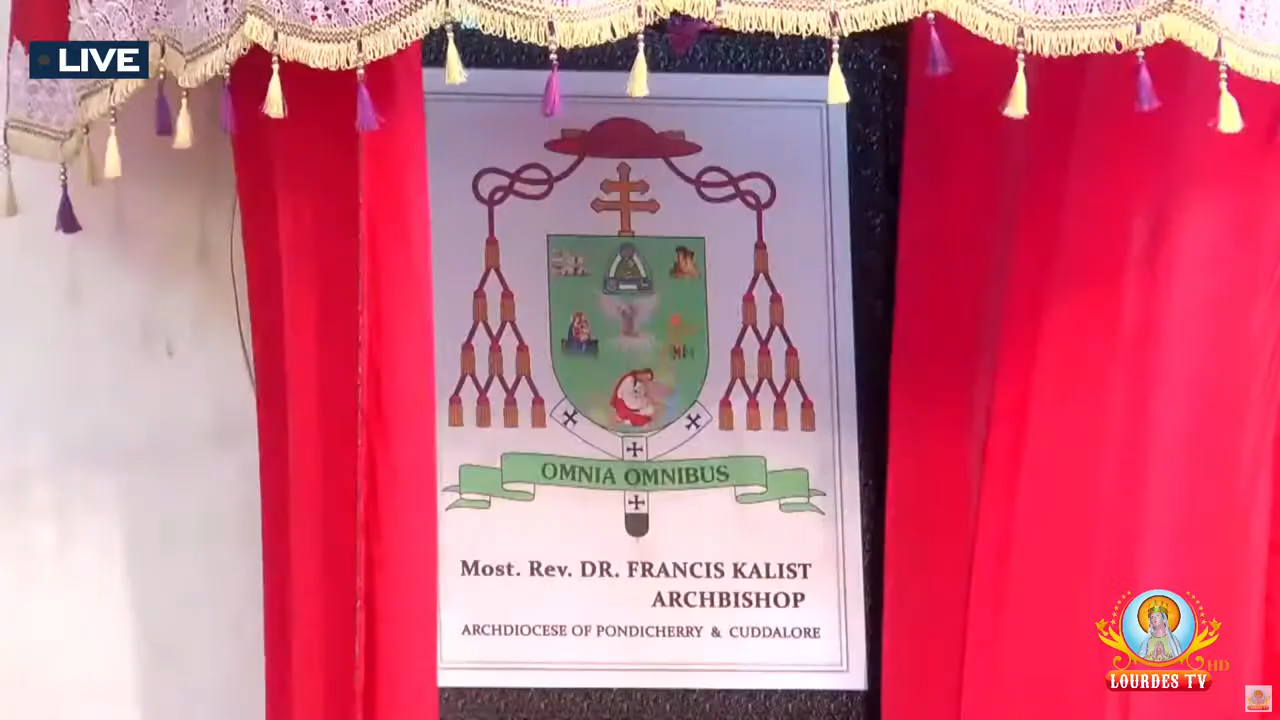 LIVE
OMNIA OMNIBUS
Most. Rev. DR. FRANCIS KALIST
ARCHBISHOP
ARCHDIOCESE OF PONDICHERRY & CUDDALORE
HD
LOURDES TV